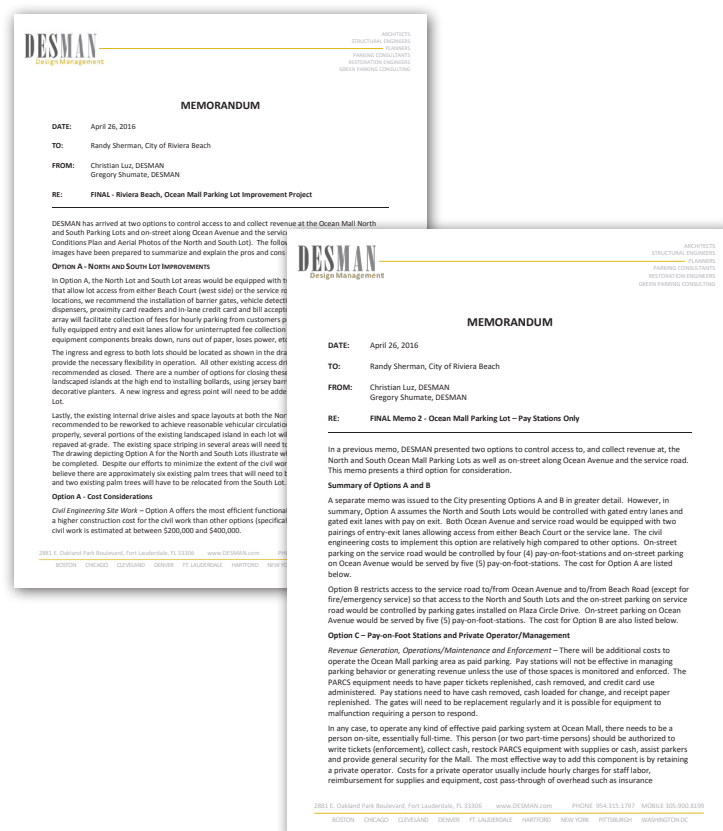 DESMAN
Design Management
ARCHITECTS
STRUCTURAL ENGINEERS
PLANNERS
PARKING CONSULTANTS
RESTORATION ENGINEERS
GREEN PARKING CONSULTING
MEMORANDUM
DATE: April 26, 2016
TO: Randy Sherman, City of Riviera Beach
FROM: Christian Luz, DESMAN
Gregory Shumate, DESMAN
RE: FINAL - Riviera Beach, Ocean Mall Parking Lot Improvement Project
DESMAN has arrived at two options to control access to and collect revenue at the Ocean Mall North
and South Parking Lots and on-street along Ocean Avenue and the servic
Conditions Plan and Aerial Photos of the North and South Lot). The follow
images have been prepared to summarize and explain the pros and cons
OPTION A - NORTH AND SOUTH LOT IMPROVEMENTS
In Option A, the North Lot and South Lot areas would be equipped with t
that allow lot access from either Beach Court (west side) or the service ro
locations, we recommend the installation of barrier gates, vehicle detecti
dispensers, proximity card readers and in-lane credit card and bill accepto
array will facilitate collection of fees for hourly parking from customers p
fully equipped entry and exit lanes allow for uninterrupted fee collection
equipment components breaks down, runs out of paper, loses power, etc
The ingress and egress to both lots should be located as shown in the dra
provide the necessary flexibility in operation. All other existing access dri
recommended as closed. There are a number of options for closing these
landscaped islands at the high end to installing bollards, using jersey barr
decorative planters. A new ingress and egress point will need to be adde
Lot.
Lastly, the existing internal drive aisles and space layouts at both the Nor
recommended to be reworked to achieve reasonable vehicular circulatio
properly, several portions of the existing landscaped island in each lot wil
repaved at-grade. The existing space striping in several areas will need to
The drawing depicting Option A for the North and South Lots illustrate wh
be completed. Despite our efforts to minimize the extent of the civil wor
believe there are approximately six existing palm trees that will need to b
and two existing palm trees will have to be relocated from the South Lot.
Option A - Cost Considerations
Civil Engineering Site Work – Option A offers the most efficient functional
a higher construction cost for the civil work than other options (specifical
civil work is estimated at between $200,000 and $400,000.
2881 E. Oakland Park Boulevard, Fort Lauderdale, FL 33306 www.DESMAN.com PH
BOSTON CHICAGO CLEVELAND DENVER FT. LAUDERDALE HARTFORD NEW YO
DESMAN
Design Management
ARCHITECTS
STRUCTURAL ENGINEERS
PLANNERS
PARKING CONSULTANTS
RESTORATION ENGINEERS
GREEN PARKING CONSULTING
MEMORANDUM
DATE: April 26, 2016
TO: Randy Sherman, City of Riviera Beach
FROM: Christian Luz, DESMAN
Gregory Shumate, DESMAN
RE: FINAL Memo 2 - Ocean Mall Parking Lot – Pay Stations Only
In a previous memo, DESMAN presented two options to control access to, and collect revenue at, the
North and South Ocean Mall Parking Lots as well as on-street along Ocean Avenue and the service road.
This memo presents a third option for consideration.
Summary of Options A and B
A separate memo was issued to the City presenting Options A and B in greater detail. However, in
summary, Option A assumes the North and South Lots would be controlled with gated entry lanes and
gated exit lanes with pay on exit. Both Ocean Avenue and service road would be equipped with two
pairings of entry-exit lanes allowing access from either Beach Court or the service lane. The civil
engineering costs to implement this option are relatively high compared to other options. On-street
parking on the service road would be controlled by four (4) pay-on-foot-stations and on-street parking
on Ocean Avenue would be served by five (5) pay-on-foot-stations. The cost for Option A are listed
below.
Option B restricts access to the service road to/from Ocean Avenue and to/from Beach Road (except for
fire/emergency service) so that access to the North and South Lots and the on-street parking on service
road would be controlled by parking gates installed on Plaza Circle Drive. On-street parking on Ocean
Avenue would be served by five (5) pay-on-foot-stations. The cost for Option B are also listed below.
Option C – Pay-on-Foot Stations and Private Operator/Management
Revenue Generation, Operations/Maintenance and Enforcement – There will be additional costs to
operate the Ocean Mall parking area as paid parking. Pay stations will not be effective in managing
parking behavior or generating revenue unless the use of those spaces is monitored and enforced. The
PARCS equipment needs to have paper tickets replenished, cash removed, and credit card use
administered. Pay stations need to have cash removed, cash loaded for change, and receipt paper
replenished. The gates will need to be replacement regularly and it is possible for equipment to
malfunction requiring a person to respond.
In any case, to operate any kind of effective paid parking system at Ocean Mall, there needs to be a
person on-site, essentially full-time. This person (or two part-time persons) should be authorized to
write tickets (enforcement), collect cash, restock PARCS equipment with supplies or cash, assist parkers
and provide general security for the Mall. The most effective way to add this component is by retaining
a private operator. Costs for a private operator usually include hourly charges for staff labor,
reimbursement for supplies and equipment, cost pass-through of overhead such as insurance
2881 E. Oakland Park Boulevard, Fort Lauderdale, FL 33306 www.DESMAN.com PHONE 954.315.1797 MOBILE 305.900.8199
BOSTON CHICAGO CLEVELAND DENVER FT. LAUDERDALE HARTFORD NEW YORK PITTSBURGH WASHINGTON DC